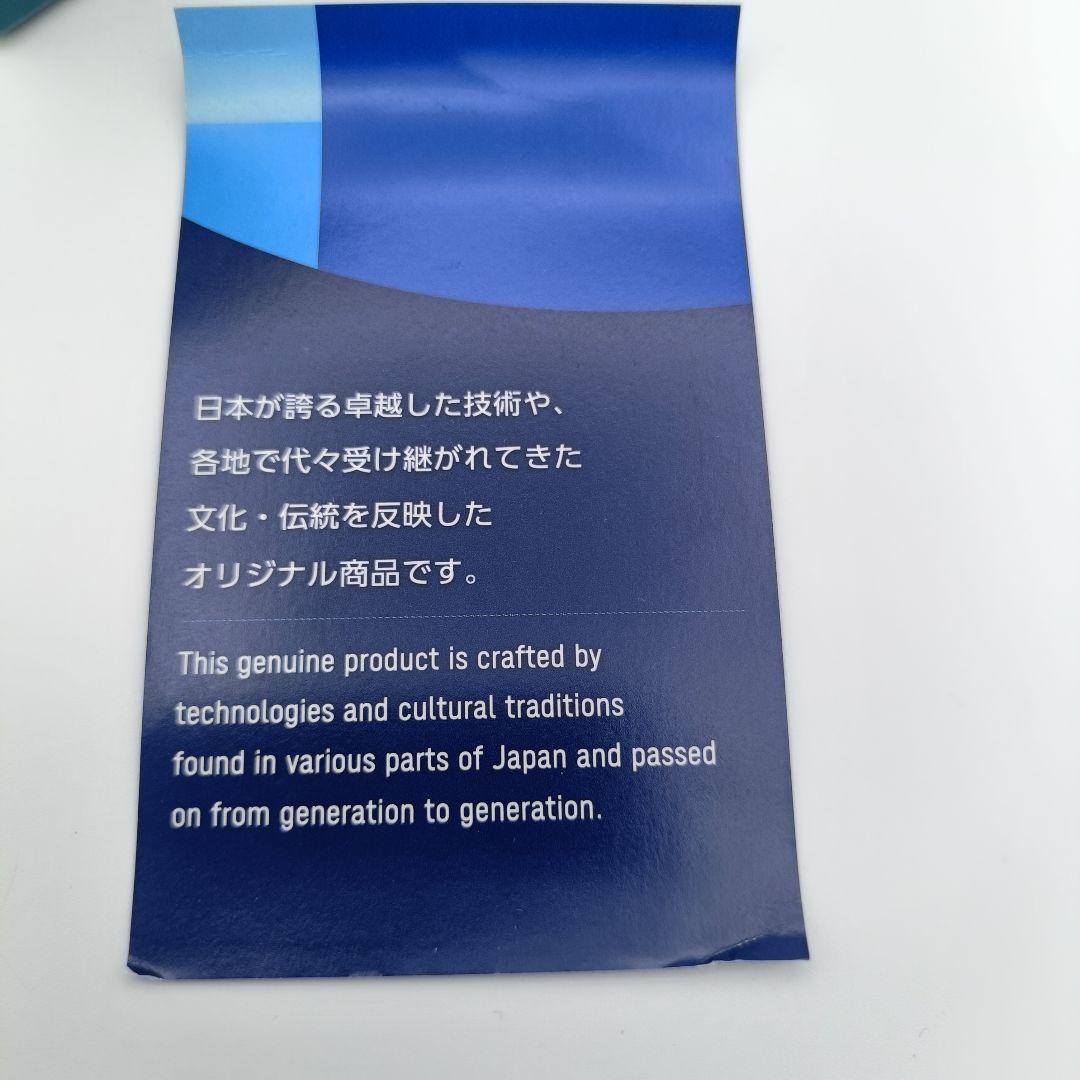 日本が誇る卓越した技術や、
各地で代々受け継がれてきた
文化・伝統を反映した
オリジナル商品です。
This genuine product is crafted by
technologies and cultural traditions
found in various parts of Japan and passed
on from generation to generation.